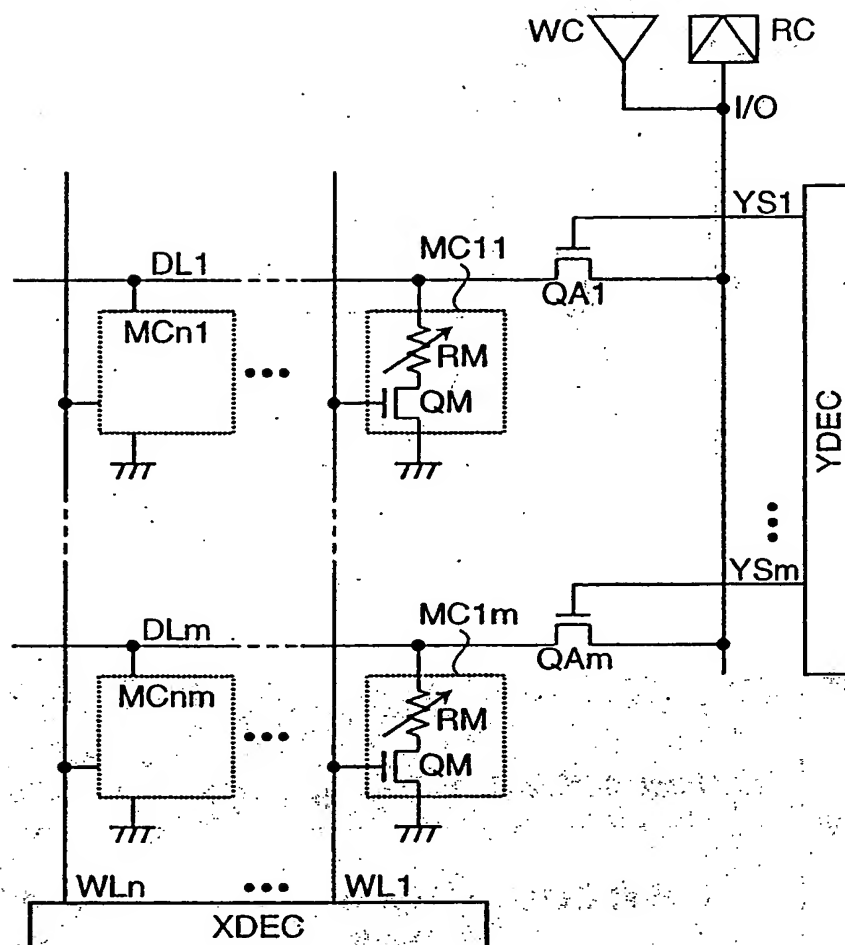 WC
RC
I/O
YS1
DL1
MC11
QA1
MCn1
•••
RM
QM
YDEC
•••
YSm
DLm
MC1m
QAm
MCnm
•••
RM
QM
WLn
•••
WL1
XDEC